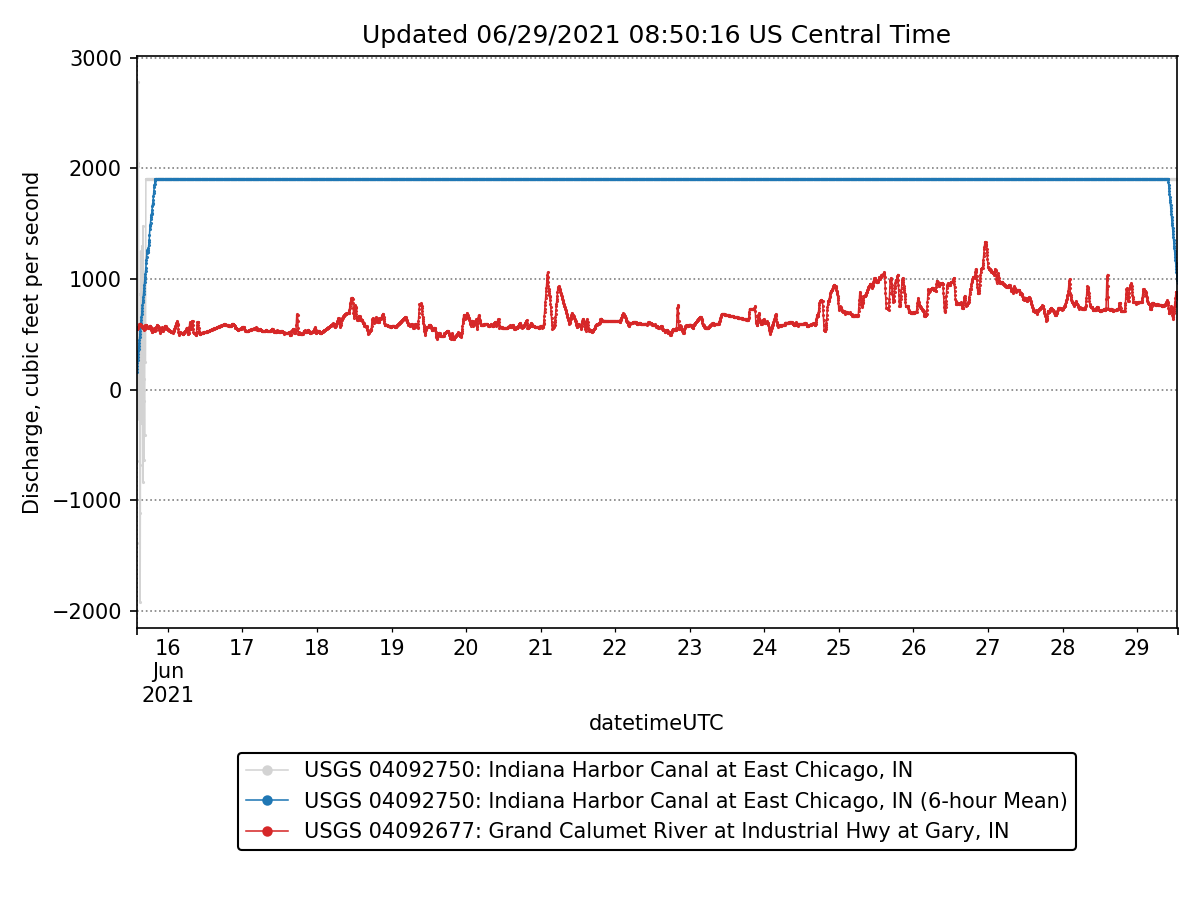 Updated 06/29/2021 08:50:16 US Central Time
3000
2000
1000
0
−1000
−2000
Discharge, cubic feet per second
16 17 18 19 20 21 22 23 24 25 26 27 28 29
Jun
2021
datetimeUTC
USGS 04092750: Indiana Harbor Canal at East Chicago, IN
USGS 04092750: Indiana Harbor Canal at East Chicago, IN (6-hour Mean)
USGS 04092677: Grand Calumet River at Industrial Hwy at Gary, IN